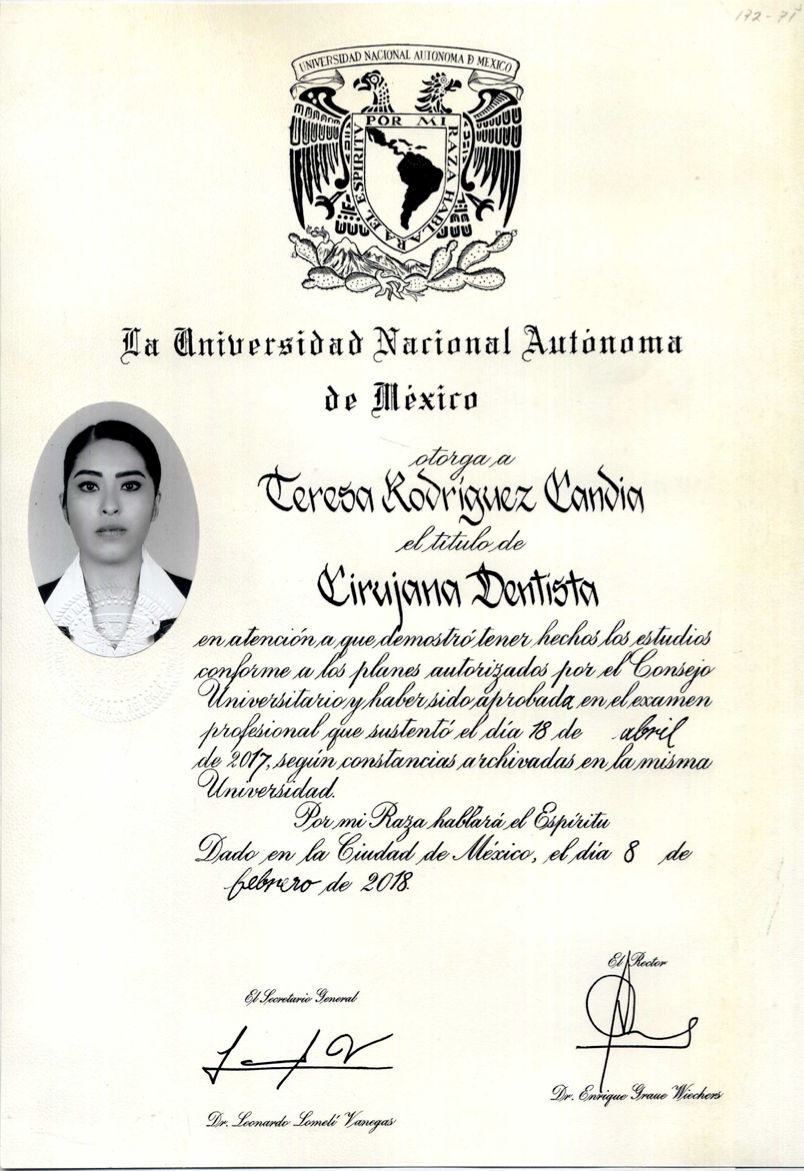 172-71
UNIVERSIDAD NACIONAL AUTONOMA D MEXICO
POR MI RAZA HABLARA EL ESPIRITU
La Universidad Nacional Autónoma
de México
otorga a
Teresa Rodríguez Candia
el título de
Cirujana Dentista
en atención a que demostró tener hechos los estudios
conforme a los planes autorizados por el Consejo
Universitario y haber sido aprobada en el examen
profesional que sustentó el día 18 de abril
de 2017, según constancias archivadas en la misma
Universidad.
Por mi Raza hablará el Espíritu
Dado en la Ciudad de México, el día 8 de
febrero de 2018.
El Rector
El Secretario General
Dr. Enrique Graue Wiechers
Dr. Leonardo Lomelí Vanegas